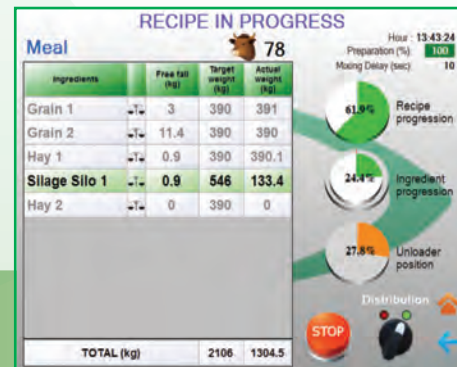 RECIPE IN PROGRESS
Meal 78
Hour : 13:43:24
Preparation (%): 100
Mixing Delay (sec): 10
Ingredients Free fall (kg) Target weight (kg) Actual weight (kg)
Grain 1 3 390 391
Grain 2 11.4 390 390
Hay 1 0.9 390 390.1
Silage Silo 1 0.9 546 133.4
Hay 2 0 390 0
TOTAL (kg) 2106 1304.5
61.9% Recipe progression
24.4% Ingredient progression
27.8% Unloader position
Distribution
STOP